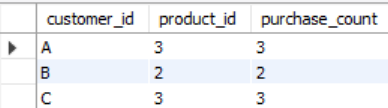 customer_id product_id purchase_count
A 3 3
B 2 2
C 3 3